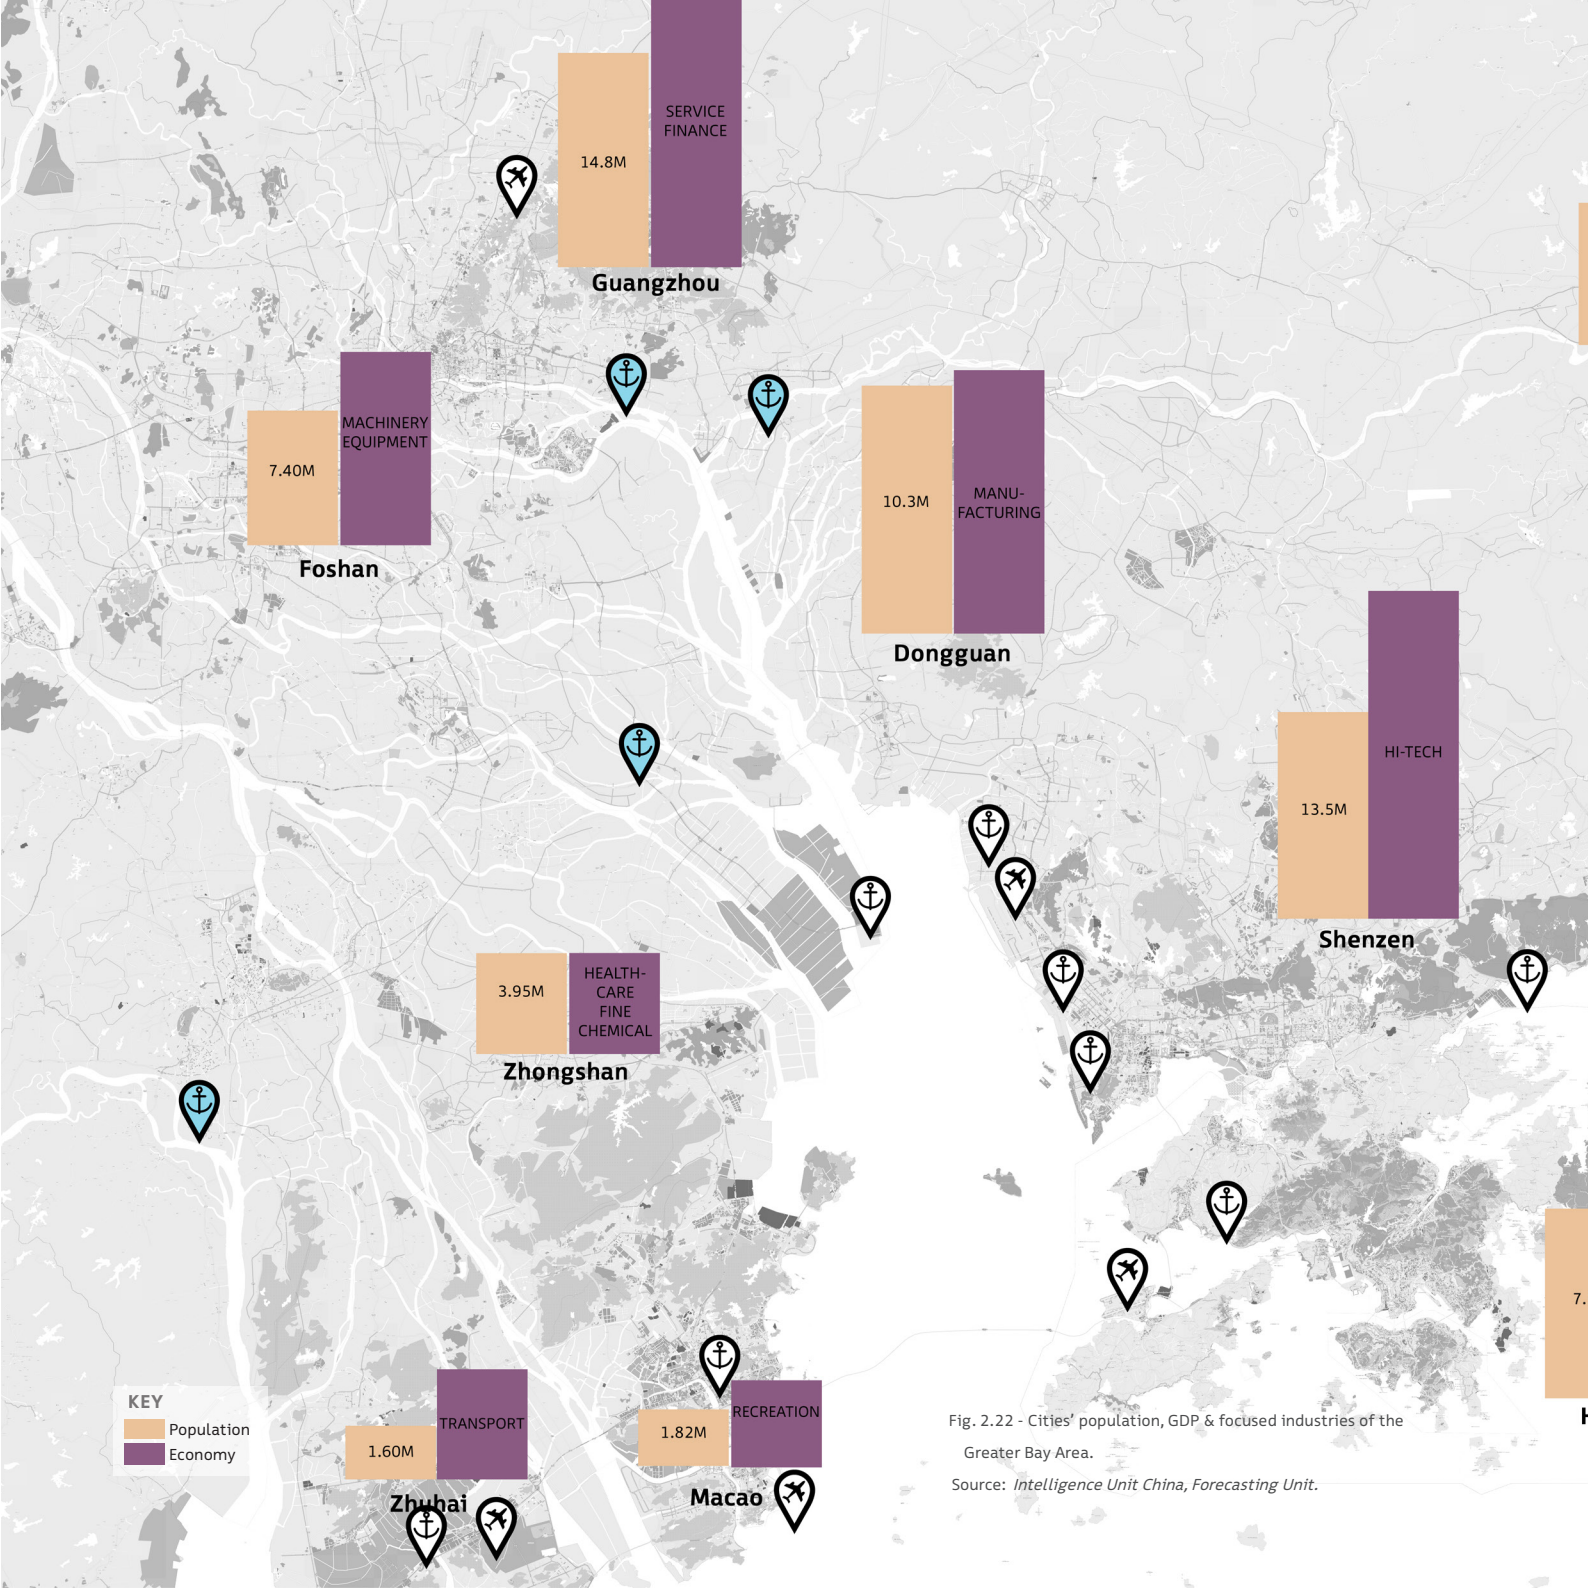 SERVICE
FINANCE
14.8M
Guangzhou
MACHINERY
EQUIPMENT
7.40M
Foshan
MANU-
FACTURING
10.3M
Dongguan
HI-TECH
13.5M
Shenzen
HEALTH-
CARE
FINE
CHEMICAL
3.95M
Zhongshan
KEY
Population
Economy
TRANSPORT
1.60M
Zhuhai
RECREATION
1.82M
Macao
7.
H
Fig. 2.22 - Cities' population, GDP & focused industries of the
Greater Bay Area.
Source: Intelligence Unit China, Forecasting Unit.